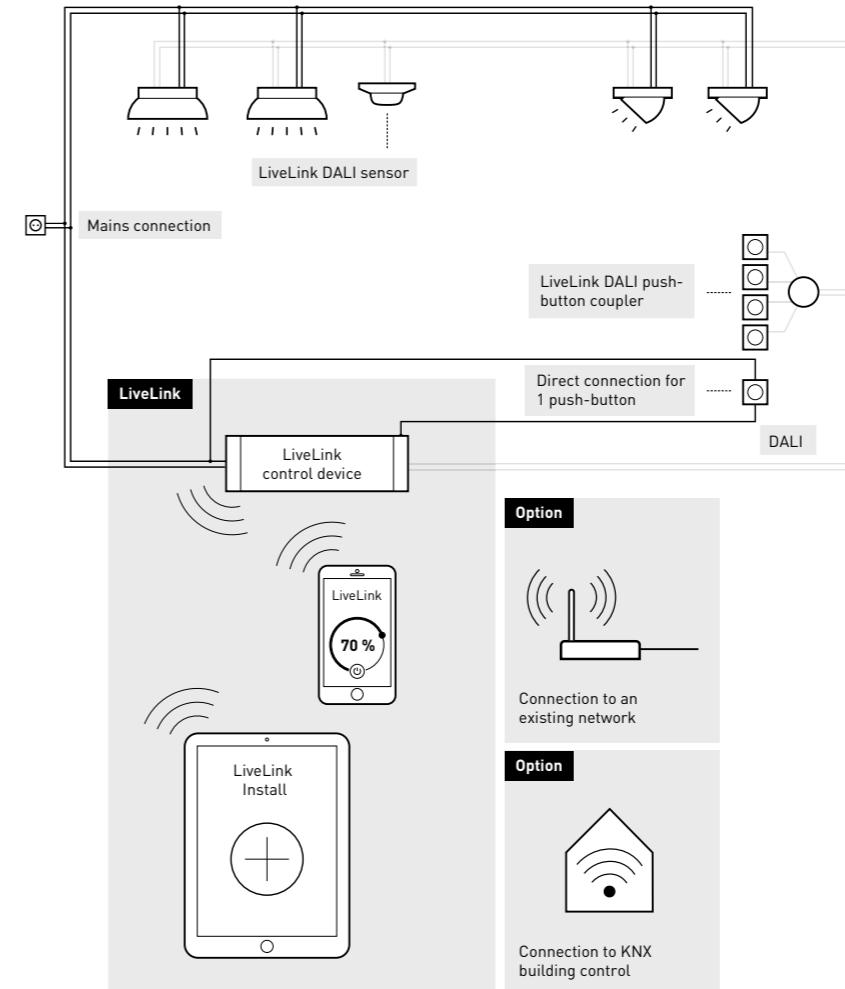 LiveLink DALI sensor
Mains connection
LiveLink DALI push-
button coupler
Direct connection for
1 push-button
DALI
LiveLink
LiveLink
control device
LiveLink
70 %
LiveLink
Install
Option
Connection to an
existing network
Option
Connection to KNX
building control